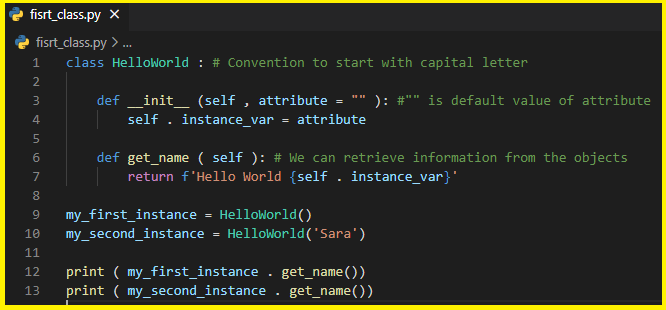 fisrt_class.py ×
fisrt_class.py > ...
1 class HelloWorld : # Convention to start with capital letter
2
3     def __init__ (self , attribute = "" ): #"" is default value of attribute
4         self . instance_var = attribute
5
6     def get_name ( self ): # We can retrieve information from the objects
7         return f'Hello World {self . instance_var}'
8
9 my_first_instance = HelloWorld()
10 my_second_instance = HelloWorld('Sara')
11
12 print ( my_first_instance . get_name())
13 print ( my_second_instance . get_name())